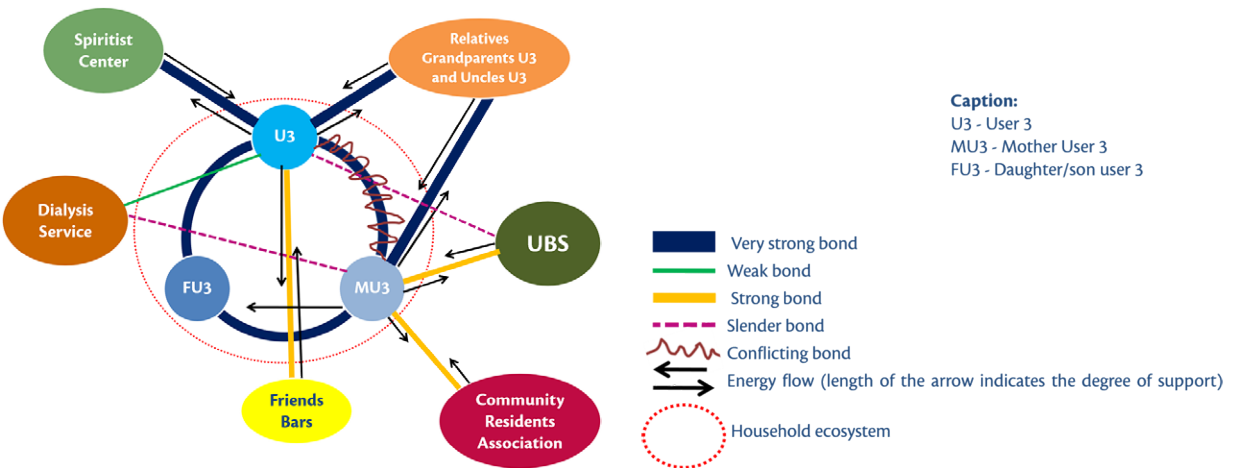 Spiritist
Center
Relatives
Grandparents U3
and Uncles U3
U3
Dialysis
Service
UBS
FU3
MU3
Friends
Bars
Community
Residents
Association
Caption:
U3 - User 3
MU3 - Mother User 3
FU3 - Daughter/son user 3
Very strong bond
Weak bond
Strong bond
Slender bond
Conflicting bond
Energy flow (length of the arrow indicates the degree of support)
Household ecosystem